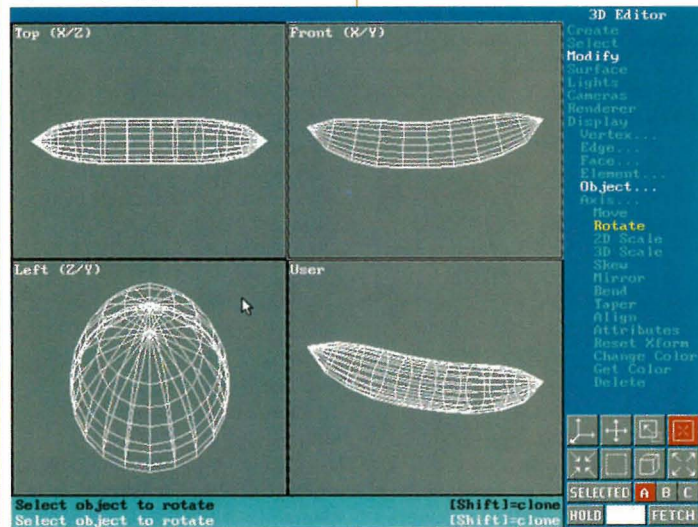 3D Editor
Top (X/Z)
Front (X/Y)
Create
Select
Modify
Surface
Lights
Cameras
Renderer
Display
Vertex...
Edge...
Face...
Element...
Object...
Axis...
Move
Rotate
2D Scale
3D Scale
Skew
Mirror
Bend
Taper
Align
Attributes
Reset Xform
Change Color
Get Color
Delete
Left (Z/Y)
User
SELECTED A B C
HOLD FETCH
Select object to rotate [Shift]=clone
Select object to rotate [Shift]=clone